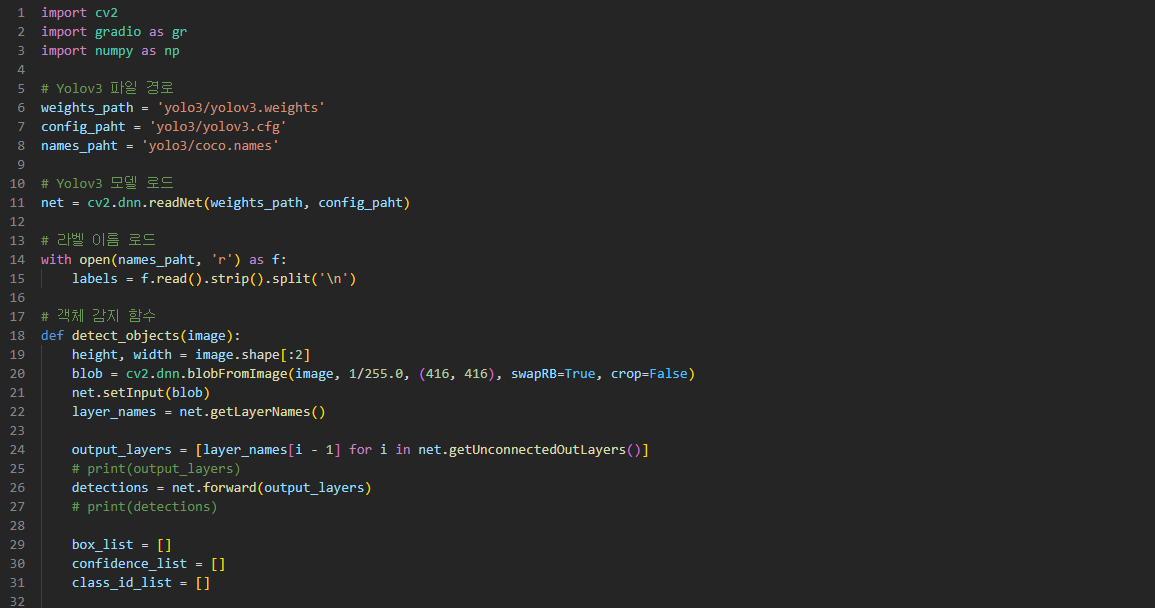 1 import cv2
2 import gradio as gr
3 import numpy as np
4
5 # Yolov3 파일 경로
6 weights_path = 'yolo3/yolov3.weights'
7 config_paht = 'yolo3/yolov3.cfg'
8 names_paht = 'yolo3/coco.names'
9
10 # Yolov3 모델 로드
11 net = cv2.dnn.readNet(weights_path, config_paht)
12
13 # 라벨 이름 로드
14 with open(names_paht, 'r') as f:
15     labels = f.read().strip().split('\n')
16
17 # 객체 감지 함수
18 def detect_objects(image):
19     height, width = image.shape[:2]
20     blob = cv2.dnn.blobFromImage(image, 1/255.0, (416, 416), swapRB=True, crop=False)
21     net.setInput(blob)
22     layer_names = net.getLayerNames()
23
24     output_layers = [layer_names[i - 1] for i in net.getUnconnectedOutLayers()]
25     # print(output_layers)
26     detections = net.forward(output_layers)
27     # print(detections)
28
29     box_list = []
30     confidence_list = []
31     class_id_list = []
32